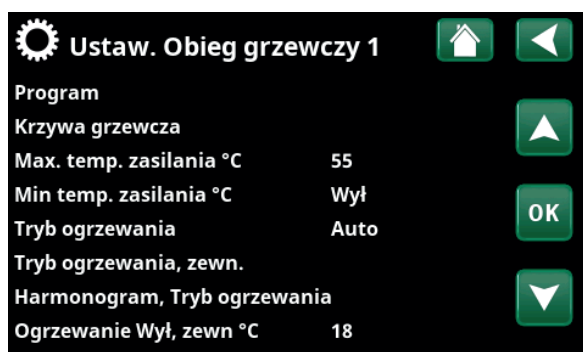 Ustaw. Obieg grzewczy 1
Program
Krzywa grzewcza
Max. temp. zasilania °C 55
Min temp. zasilania °C Wył
Tryb ogrzewania Auto
OK
Tryb ogrzewania, zewn.
Harmonogram, Tryb ogrzewania
Ogrzewanie Wył, zewn °C 18